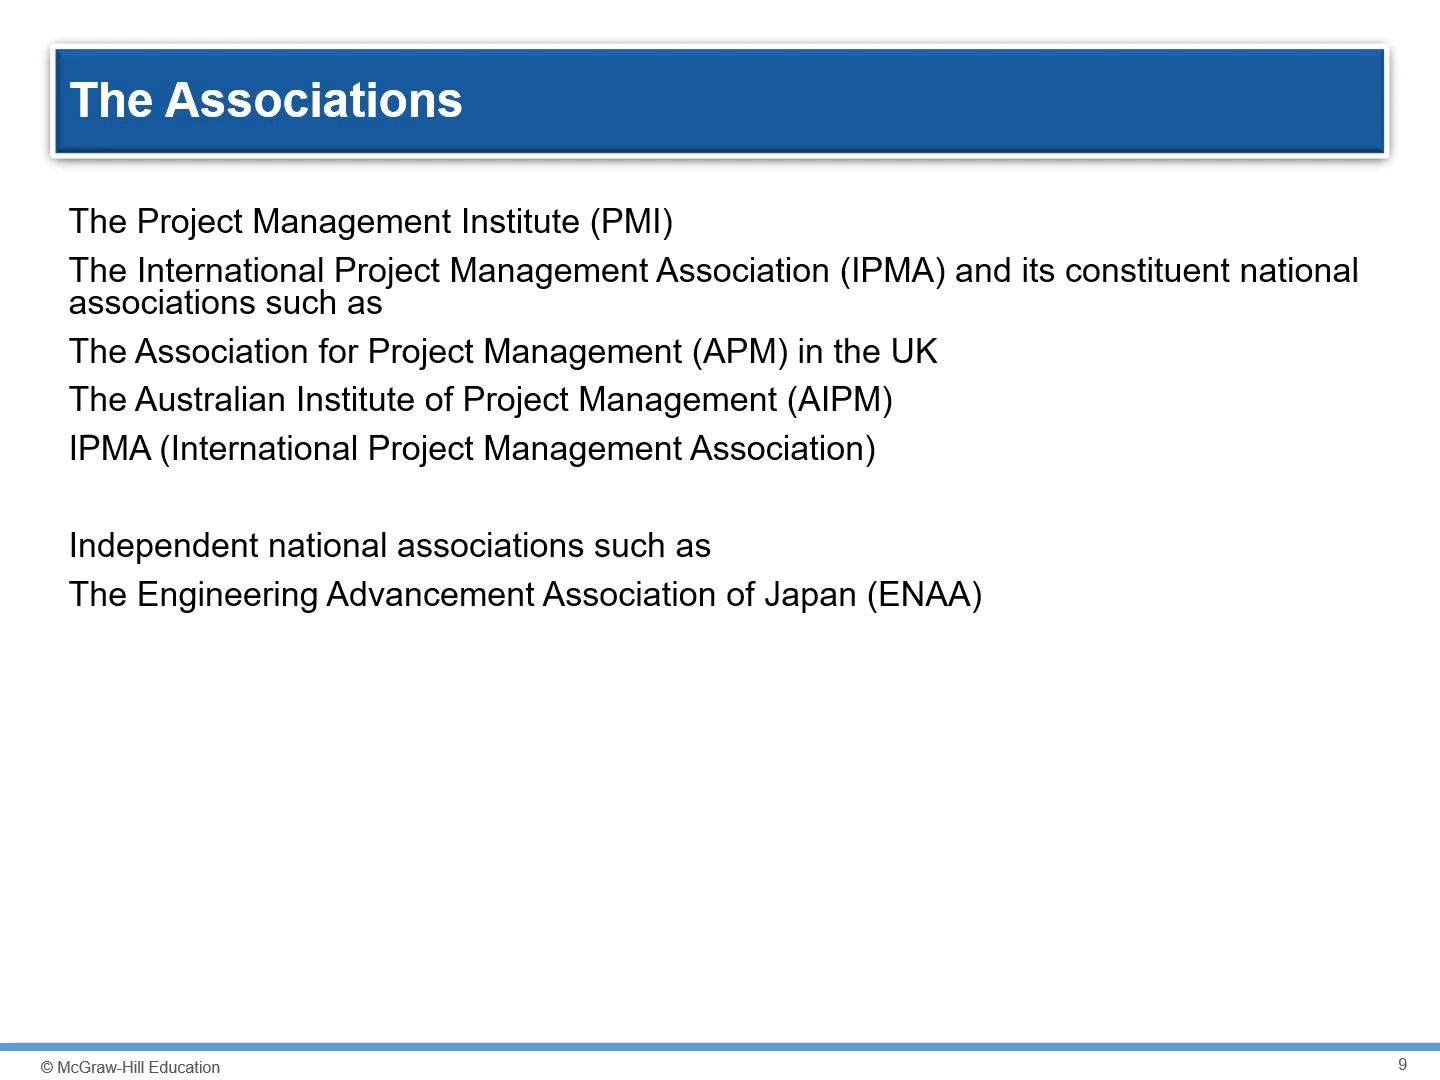 The Associations
The Project Management Institute (PMI)
The International Project Management Association (IPMA) and its constituent national
associations such as
The Association for Project Management (APM) in the UK
The Australian Institute of Project Management (AIPM)
IPMA (International Project Management Association)
Independent national associations such as
The Engineering Advancement Association of Japan (ENAA)
© McGraw-Hill Education
9